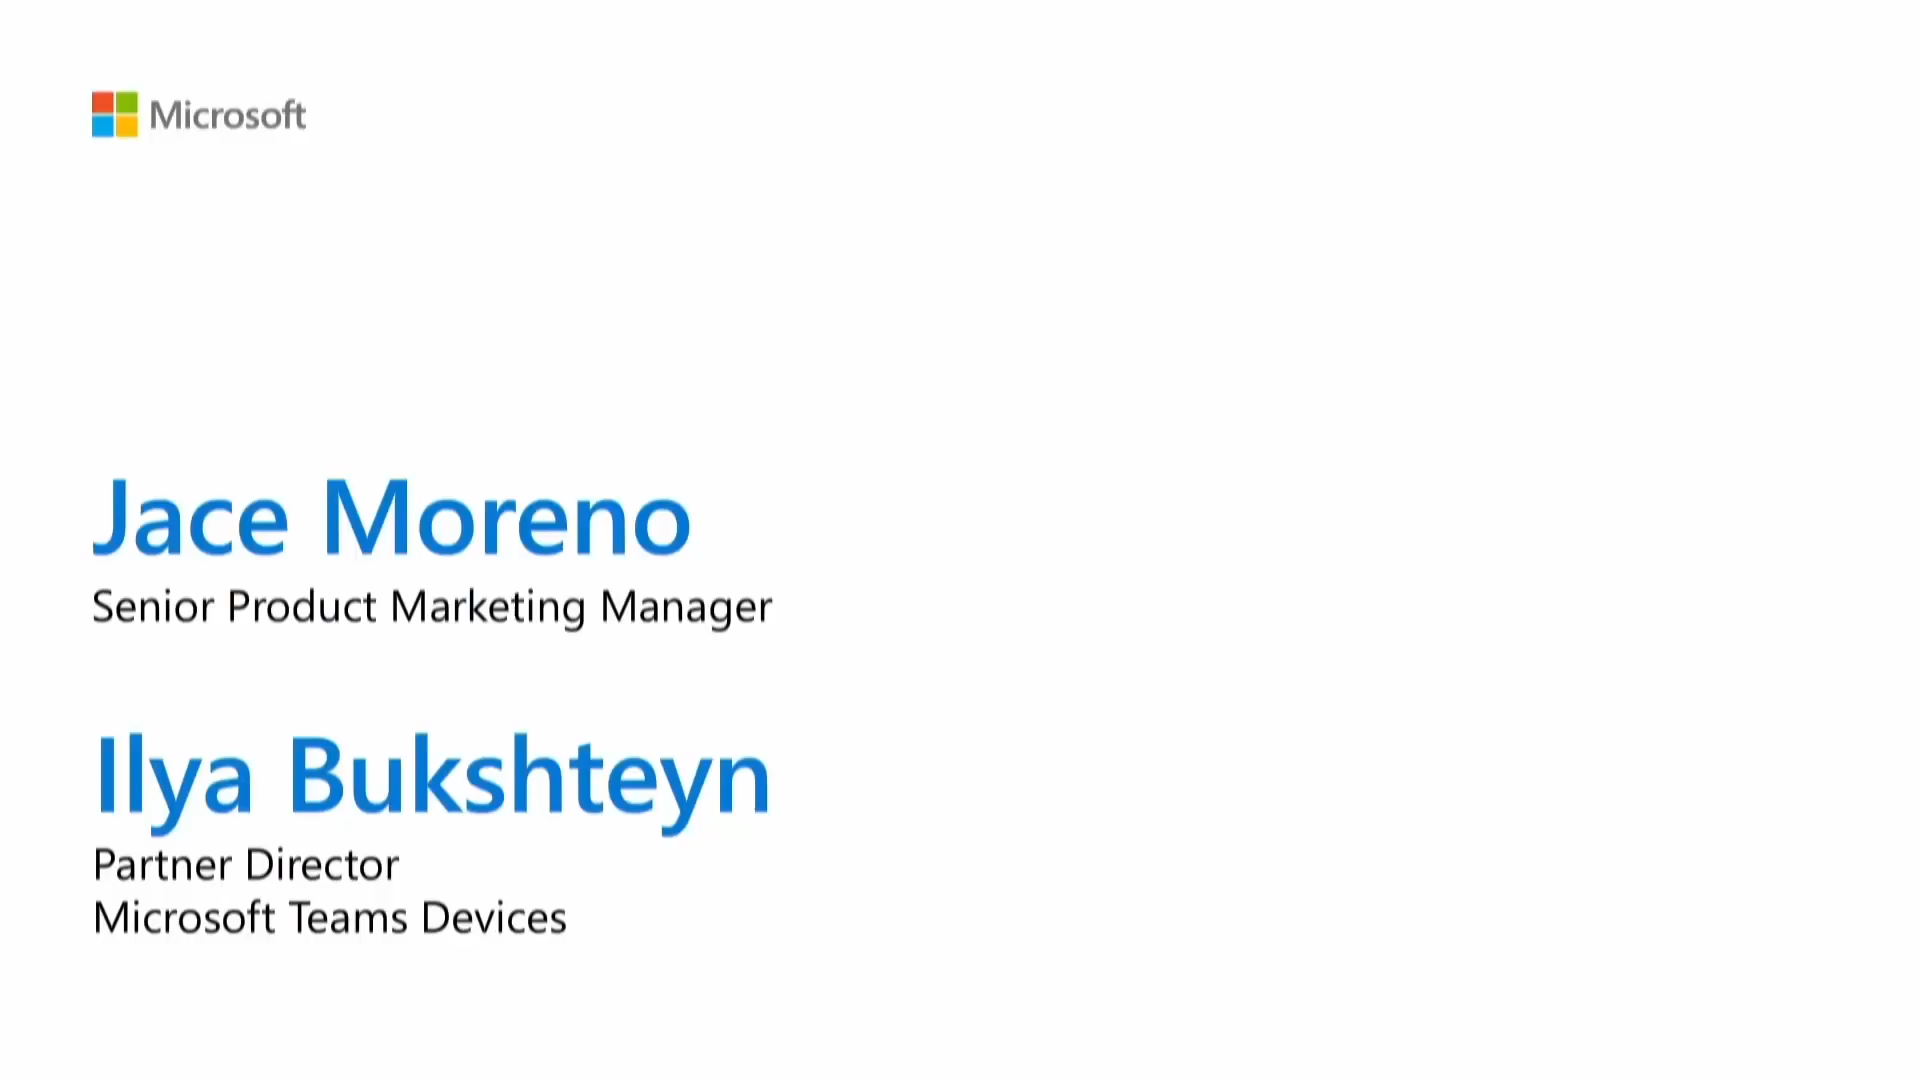 Microsoft
Jace Moreno
Senior Product Marketing Manager
Ilya Bukshteyn
Partner Director
Microsoft Teams Devices